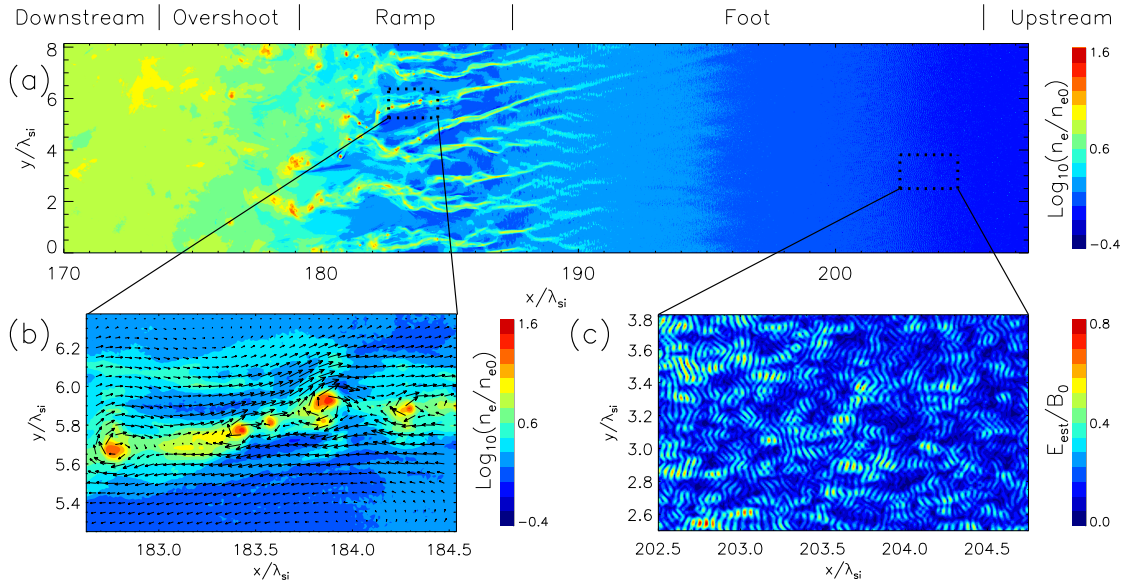 Downstream | Overshoot | Ramp | Foot | Upstream
(a)
8
6
4
2
0
y/λsi
170 180 190 200
x/λsi
1.6
0.6
−0.4
Log10(ne/ne0)
(b)
6.2
6.0
5.8
5.6
5.4
y/λsi
183.0 183.5 184.0 184.5
x/λsi
1.6
0.6
−0.4
Log10(ne/ne0)
(c)
3.8
3.6
3.4
3.2
3.0
2.8
2.6
y/λsi
202.5 203.0 203.5 204.0 204.5
x/λsi
0.8
0.4
0.0
Eest/B0